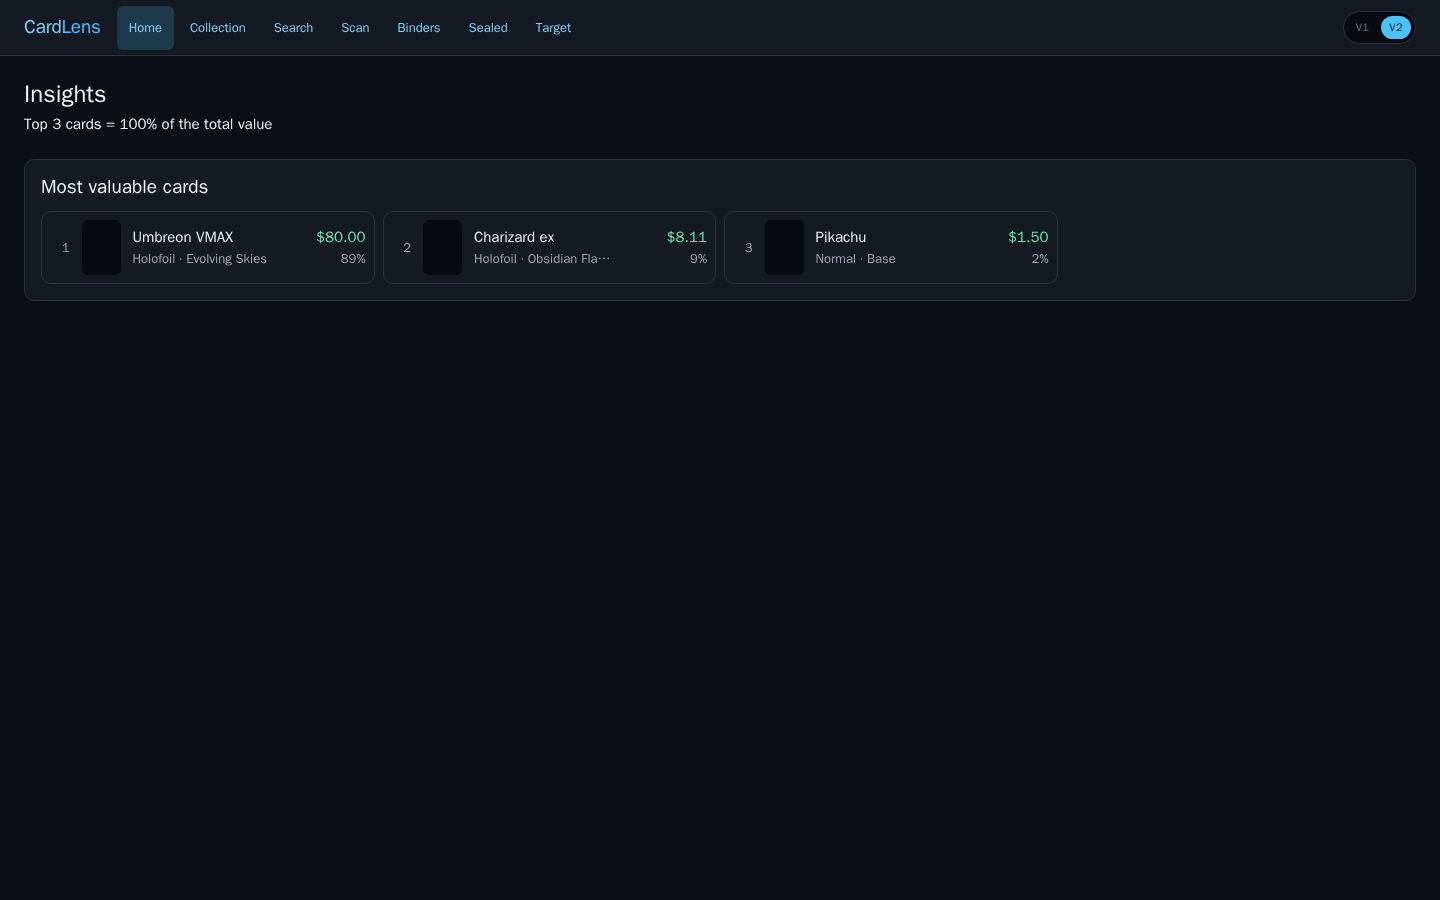 CardLens Home Collection Search Scan Binders Sealed Target V1 V2
Insights
Top 3 cards = 100% of the total value
Most valuable cards
1 Umbreon VMAX $80.00
Holofoil · Evolving Skies 89%
2 Charizard ex $8.11
Holofoil · Obsidian Fla··· 9%
3 Pikachu $1.50
Normal · Base 2%